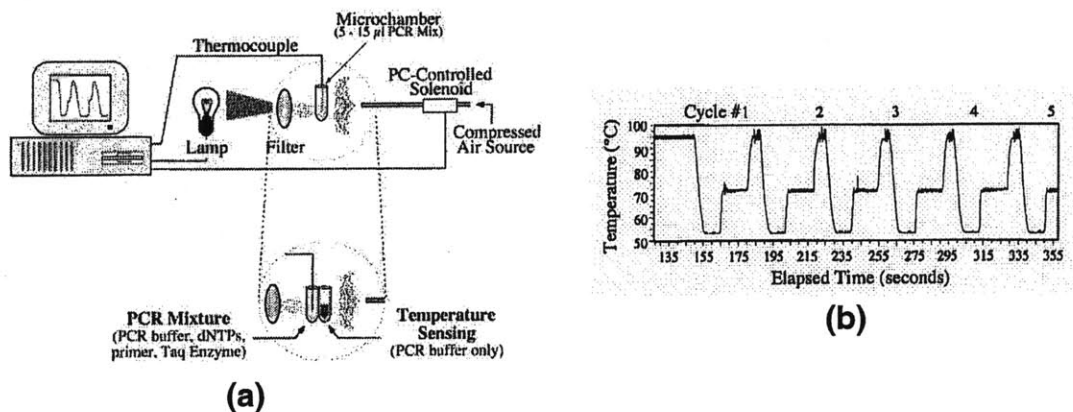 Microchamber
(5 - 15 µl PCR Mix)
Thermocouple
PC-Controlled
Solenoid
Lamp
Filter
Compressed
Air Source
PCR Mixture
(PCR buffer, dNTPs,
primer, Taq Enzyme)
Temperature
Sensing
(PCR buffer only)
(a)
Cycle #1 2 3 4 5
Temperature (°C)
100
90
80
70
60
50
135 155 175 195 215 235 255 275 295 315 335 355
Elapsed Time (seconds)
(b)